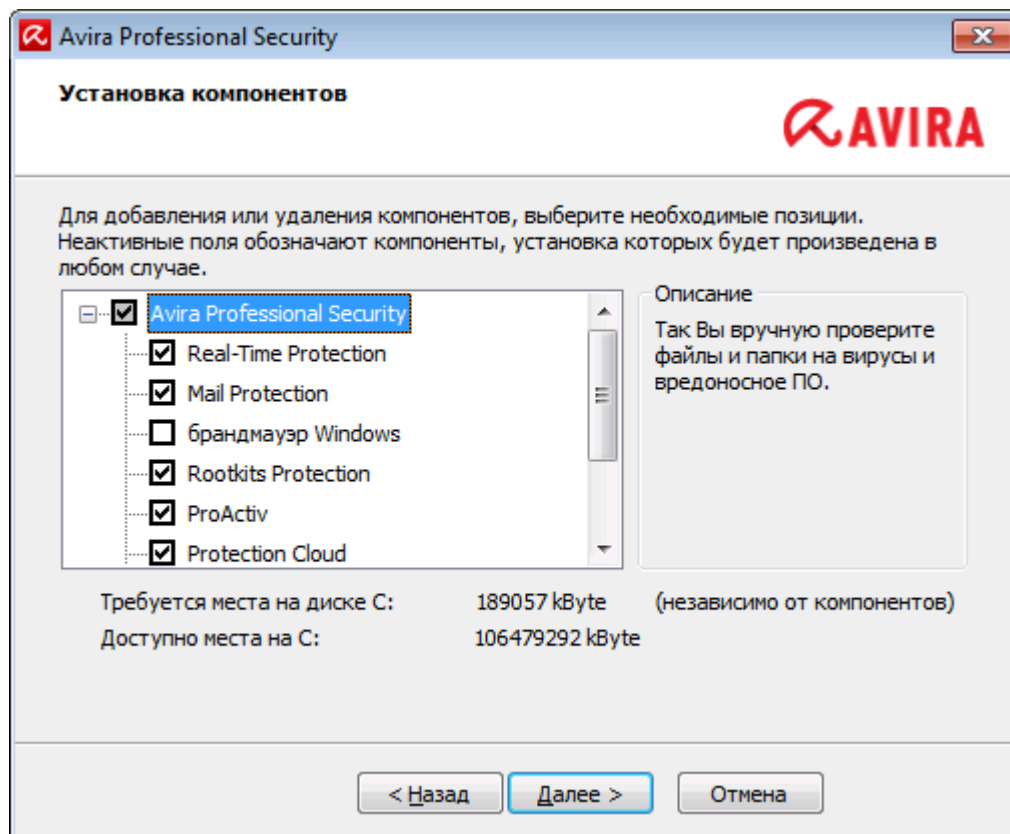 Avira Professional Security
Установка компонентов
AVIRA
Для добавления или удаления компонентов, выберите необходимые позиции.
Неактивные поля обозначают компоненты, установка которых будет произведена в
любом случае.
Avira Professional Security
Real-Time Protection
Mail Protection
брандмауэр Windows
Rootkits Protection
ProActiv
Protection Cloud
Описание
Так Вы вручную проверите
файлы и папки на вирусы и
вредоносное ПО.
Требуется места на диске C: 189057 kByte (независимо от компонентов)
Доступно места на C: 106479292 kByte
< Назад Далее > Отмена